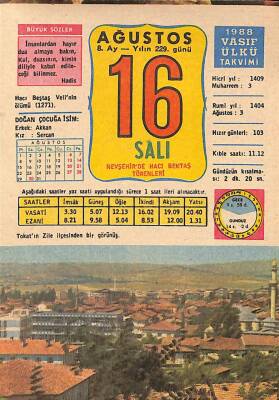 BÜYÜK SÖZLER
İnsanlardan hayır
dua almaya bakın.
Kul, duasının, kimin
diliyle kabul edile-
ceği bilinmez.
Hadis
Hacı Bektaş Veli'nin
ölümü (1271).
DOĞAN ÇOCUĞA İSİM:
Erkek: Akkan
Kız : Sercan
AĞUSTOS
8. Ay — Yılın 229. günü
16
SALI
NEVŞEHİR'DE HACI BEKTAŞ
TÖRENLERİ
1988
VASIF
ÜLKÜ
TAKVİMİ
Hicri yıl : 1409
Muharrem : 3
Rumi yıl : 1404
Ağustos : 3
Hızır günleri: 103
Kıble saati: 11.12
Gündüzün kısalma-
sı: 2 dk. 20 sn.
AĞUSTOS
Aşağıdaki saatler yaz saati uygulandığı sürece 1 saat ileri alınacaktır.
SAATLER İmsâk Güneş Öğle İkindi Akşam Yatsı
VASATİ 3.30 5.07 12.13 16.02 19.09 20.40
EZANİ 8.21 9.58 5.04 8.53 12.00 1.31
GECE
GÜNDÜZ
Tokat'ın Zile ilçesinden bir görünüş.